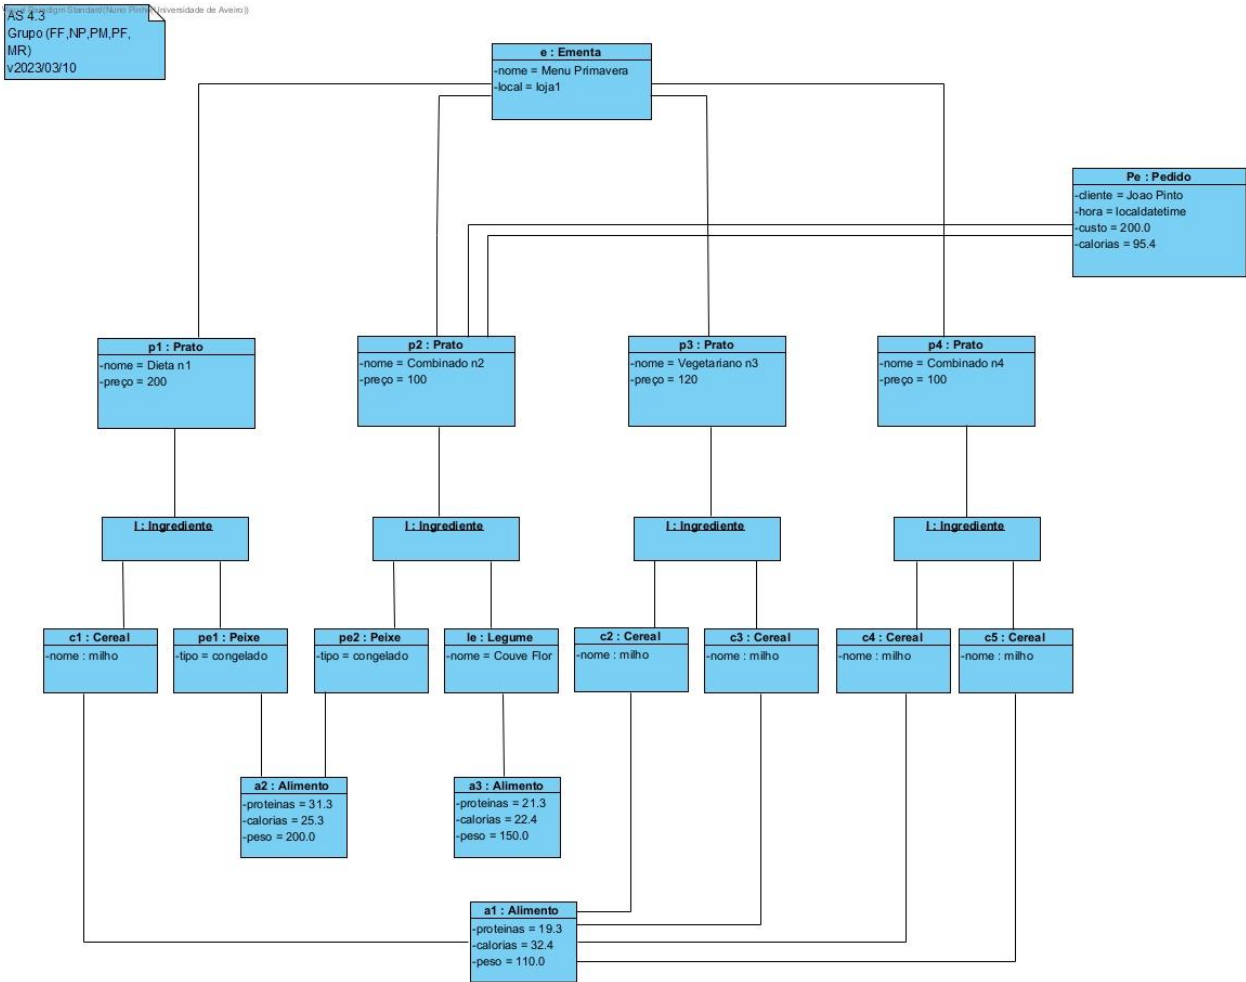 AS 4.3
Grupo (FF,NP,PM,PF,
MR)
v2023/03/10
e : Ementa
-nome = Menu Primavera
-local = loja1
Pe : Pedido
-cliente = Joao Pinto
-hora = localdatetime
-custo = 200.0
-calorias = 95.4
p1 : Prato
-nome = Dieta n1
-preço = 200
p2 : Prato
-nome = Combinado n2
-preço = 100
p3 : Prato
-nome = Vegetariano n3
-preço = 120
p4 : Prato
-nome = Combinado n4
-preço = 100
I : Ingrediente
I : Ingrediente
I : Ingrediente
I : Ingrediente
c1 : Cereal
-nome : milho
pe1 : Peixe
-tipo = congelado
pe2 : Peixe
-tipo = congelado
le : Legume
-nome = Couve Flor
c2 : Cereal
-nome : milho
c3 : Cereal
-nome : milho
c4 : Cereal
-nome : milho
c5 : Cereal
-nome : milho
a2 : Alimento
-proteinas = 31.3
-calorias = 25.3
-peso = 200.0
a3 : Alimento
-proteinas = 21.3
-calorias = 22.4
-peso = 150.0
a1 : Alimento
-proteinas = 19.3
-calorias = 32.4
-peso = 110.0